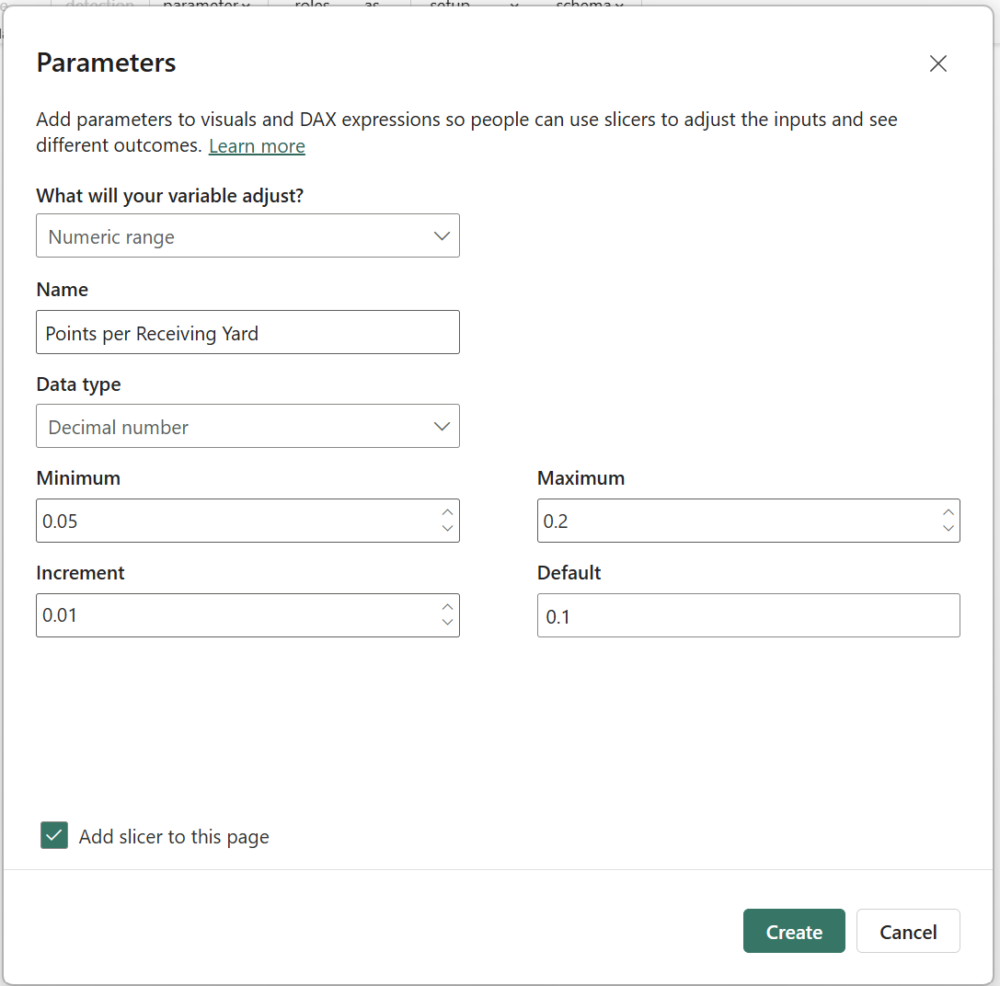 detection parameter roles as setup schema
Parameters
Add parameters to visuals and DAX expressions so people can use slicers to adjust the inputs and see
different outcomes. Learn more
What will your variable adjust?
Numeric range
Name
Points per Receiving Yard
Data type
Decimal number
Minimum Maximum
0.05 0.2
Increment Default
0.01 0.1
Add slicer to this page
Create Cancel